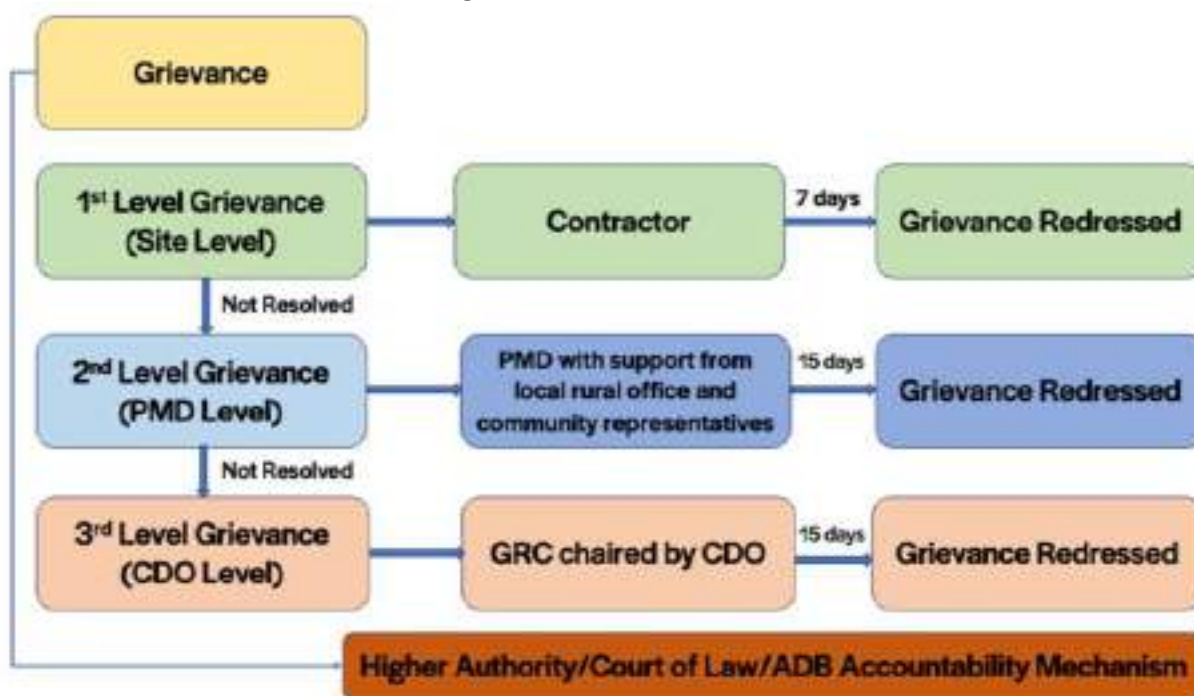 Grievance
1st Level Grievance
(Site Level)
Contractor
7 days
Grievance Redressed
Not Resolved
2nd Level Grievance
(PMD Level)
PMD with support from
local rural office and
community representatives
15 days
Grievance Redressed
Not Resolved
3rd Level Grievance
(CDO Level)
GRC chaired by CDO
15 days
Grievance Redressed
Higher Authority/Court of Law/ADB Accountability Mechanism